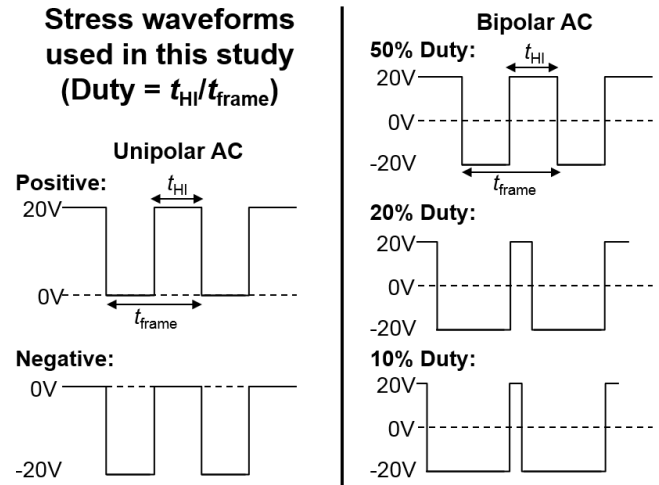 Stress waveforms
used in this study
(Duty = tHI/tframe)
Unipolar AC
Positive:
tHI
20V
0V
tframe
Negative:
0V
-20V
Bipolar AC
50% Duty:
tHI
20V
0V
-20V
tframe
20% Duty:
20V
0V
-20V
10% Duty:
20V
0V
-20V